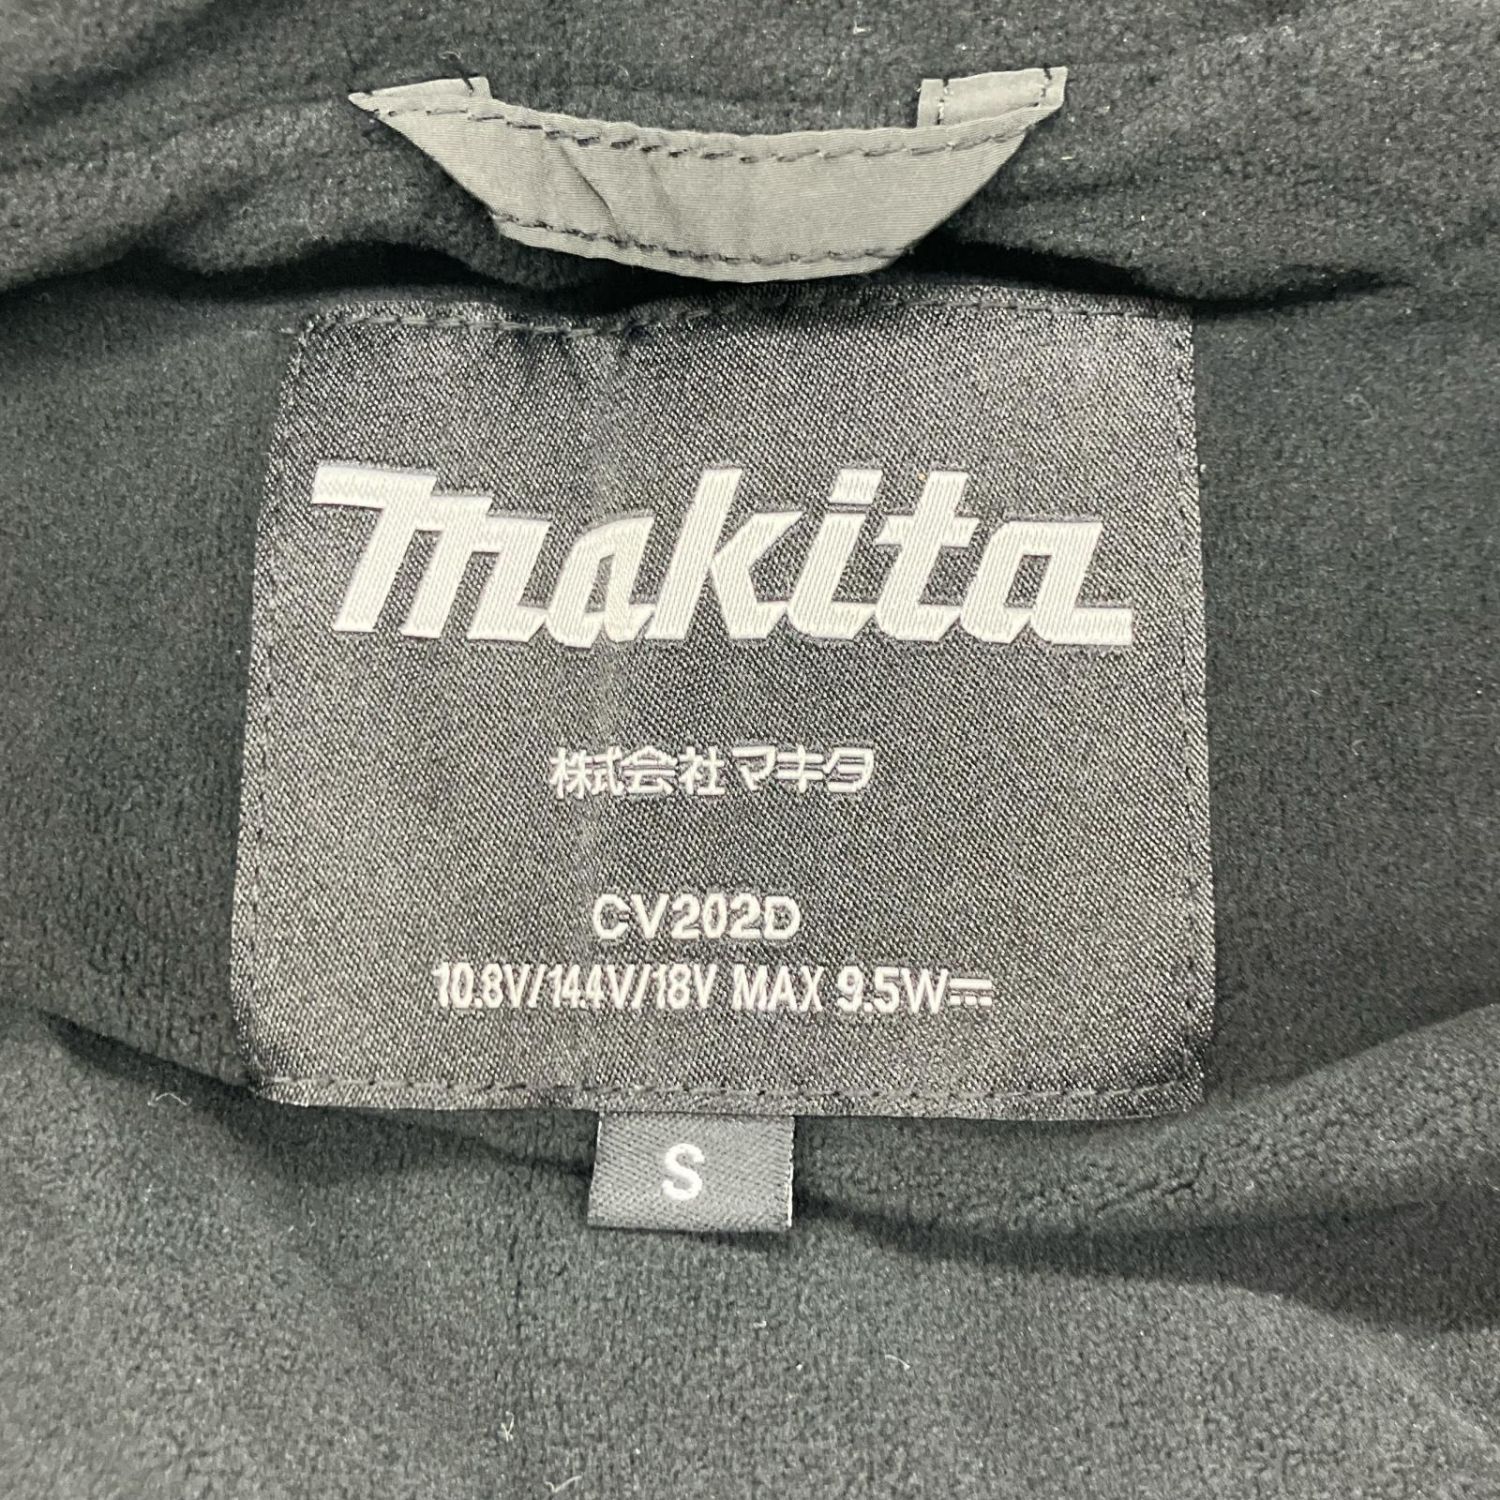 makita
株式会社マキタ
CV202D
10.8V/14.4V/18V MAX 9.5W⎓
S